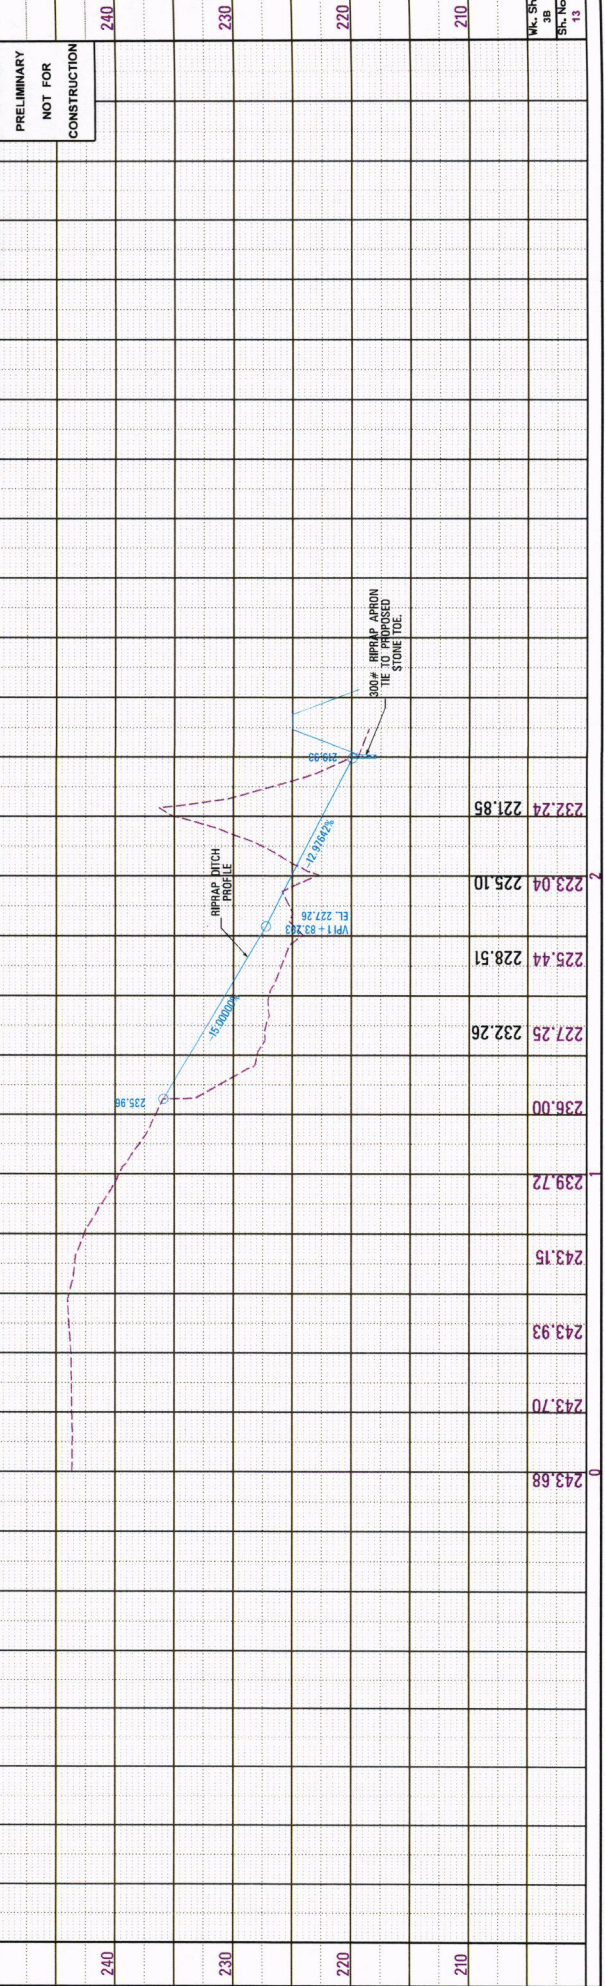 PRELIMINARY
NOT FOR
CONSTRUCTION
240
230
220
210
Wk. Sh
3B
Sh. No
13
RIPRAP DITCH
PROFILE
300# RIPRAP APRON
TIE TO PROPOSED
STONE TOE.
235.96
-15.00000%
VPI 1 + 83.293
EL. 227.26
-12.97642%
219.93
240
230
220
210
232.26
228.51
225.10
221.85
243.68
243.70
243.93
243.15
239.72
236.00
227.25
225.44
223.04
232.24
0
1
2